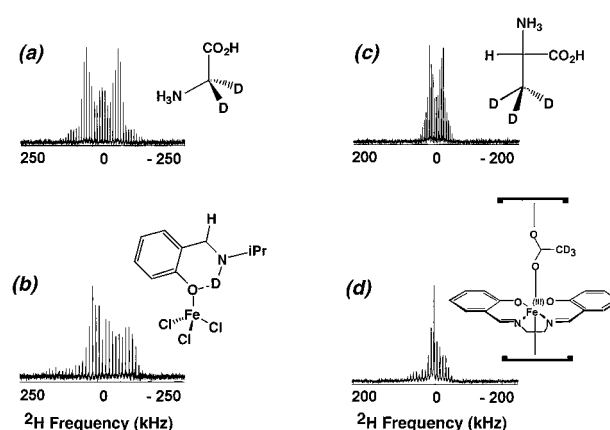 (a)
CO₂H
H₃N
D
D
250 0 - 250
(c)
NH₃
H
CO₂H
D
D
D
200 0 - 200
(b)
H
N
iPr
D
O
Fe
Cl
Cl
Cl
250 0 - 250
²H Frequency (kHz)
(d)
O
CD₃
O
O
(III)
O
Fe
N
N
200 0 - 200
²H Frequency (kHz)